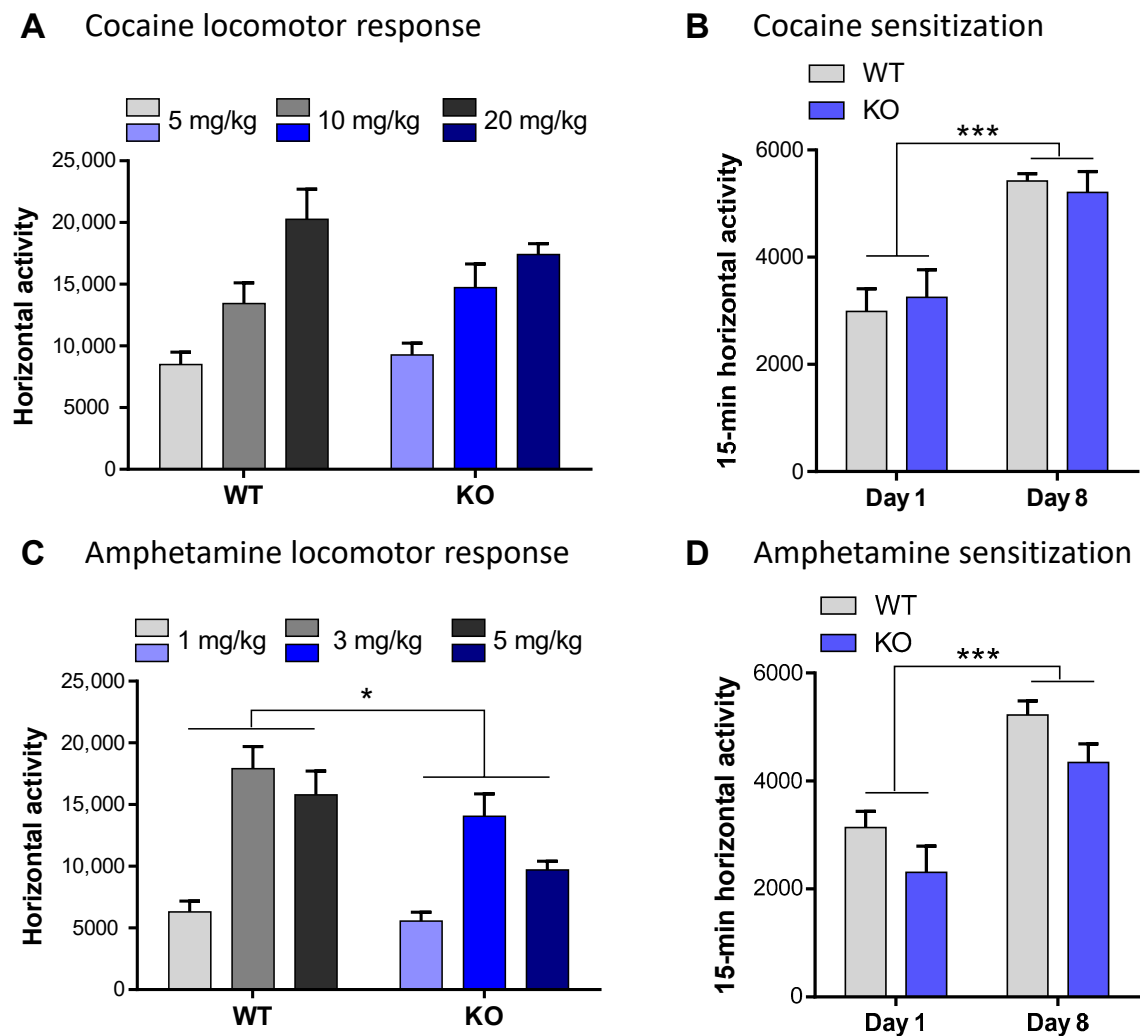 A Cocaine locomotor response
5 mg/kg 10 mg/kg 20 mg/kg
25,000
20,000
15,000
10,000
5000
0
Horizontal activity
WT KO
B Cocaine sensitization
WT
KO
***
6000
4000
2000
0
15-min horizontal activity
Day 1 Day 8
C Amphetamine locomotor response
1 mg/kg 3 mg/kg 5 mg/kg
25,000
*
20,000
15,000
10,000
5000
0
Horizontal activity
WT KO
D Amphetamine sensitization
WT
KO
***
6000
4000
2000
0
15-min horizontal activity
Day 1 Day 8